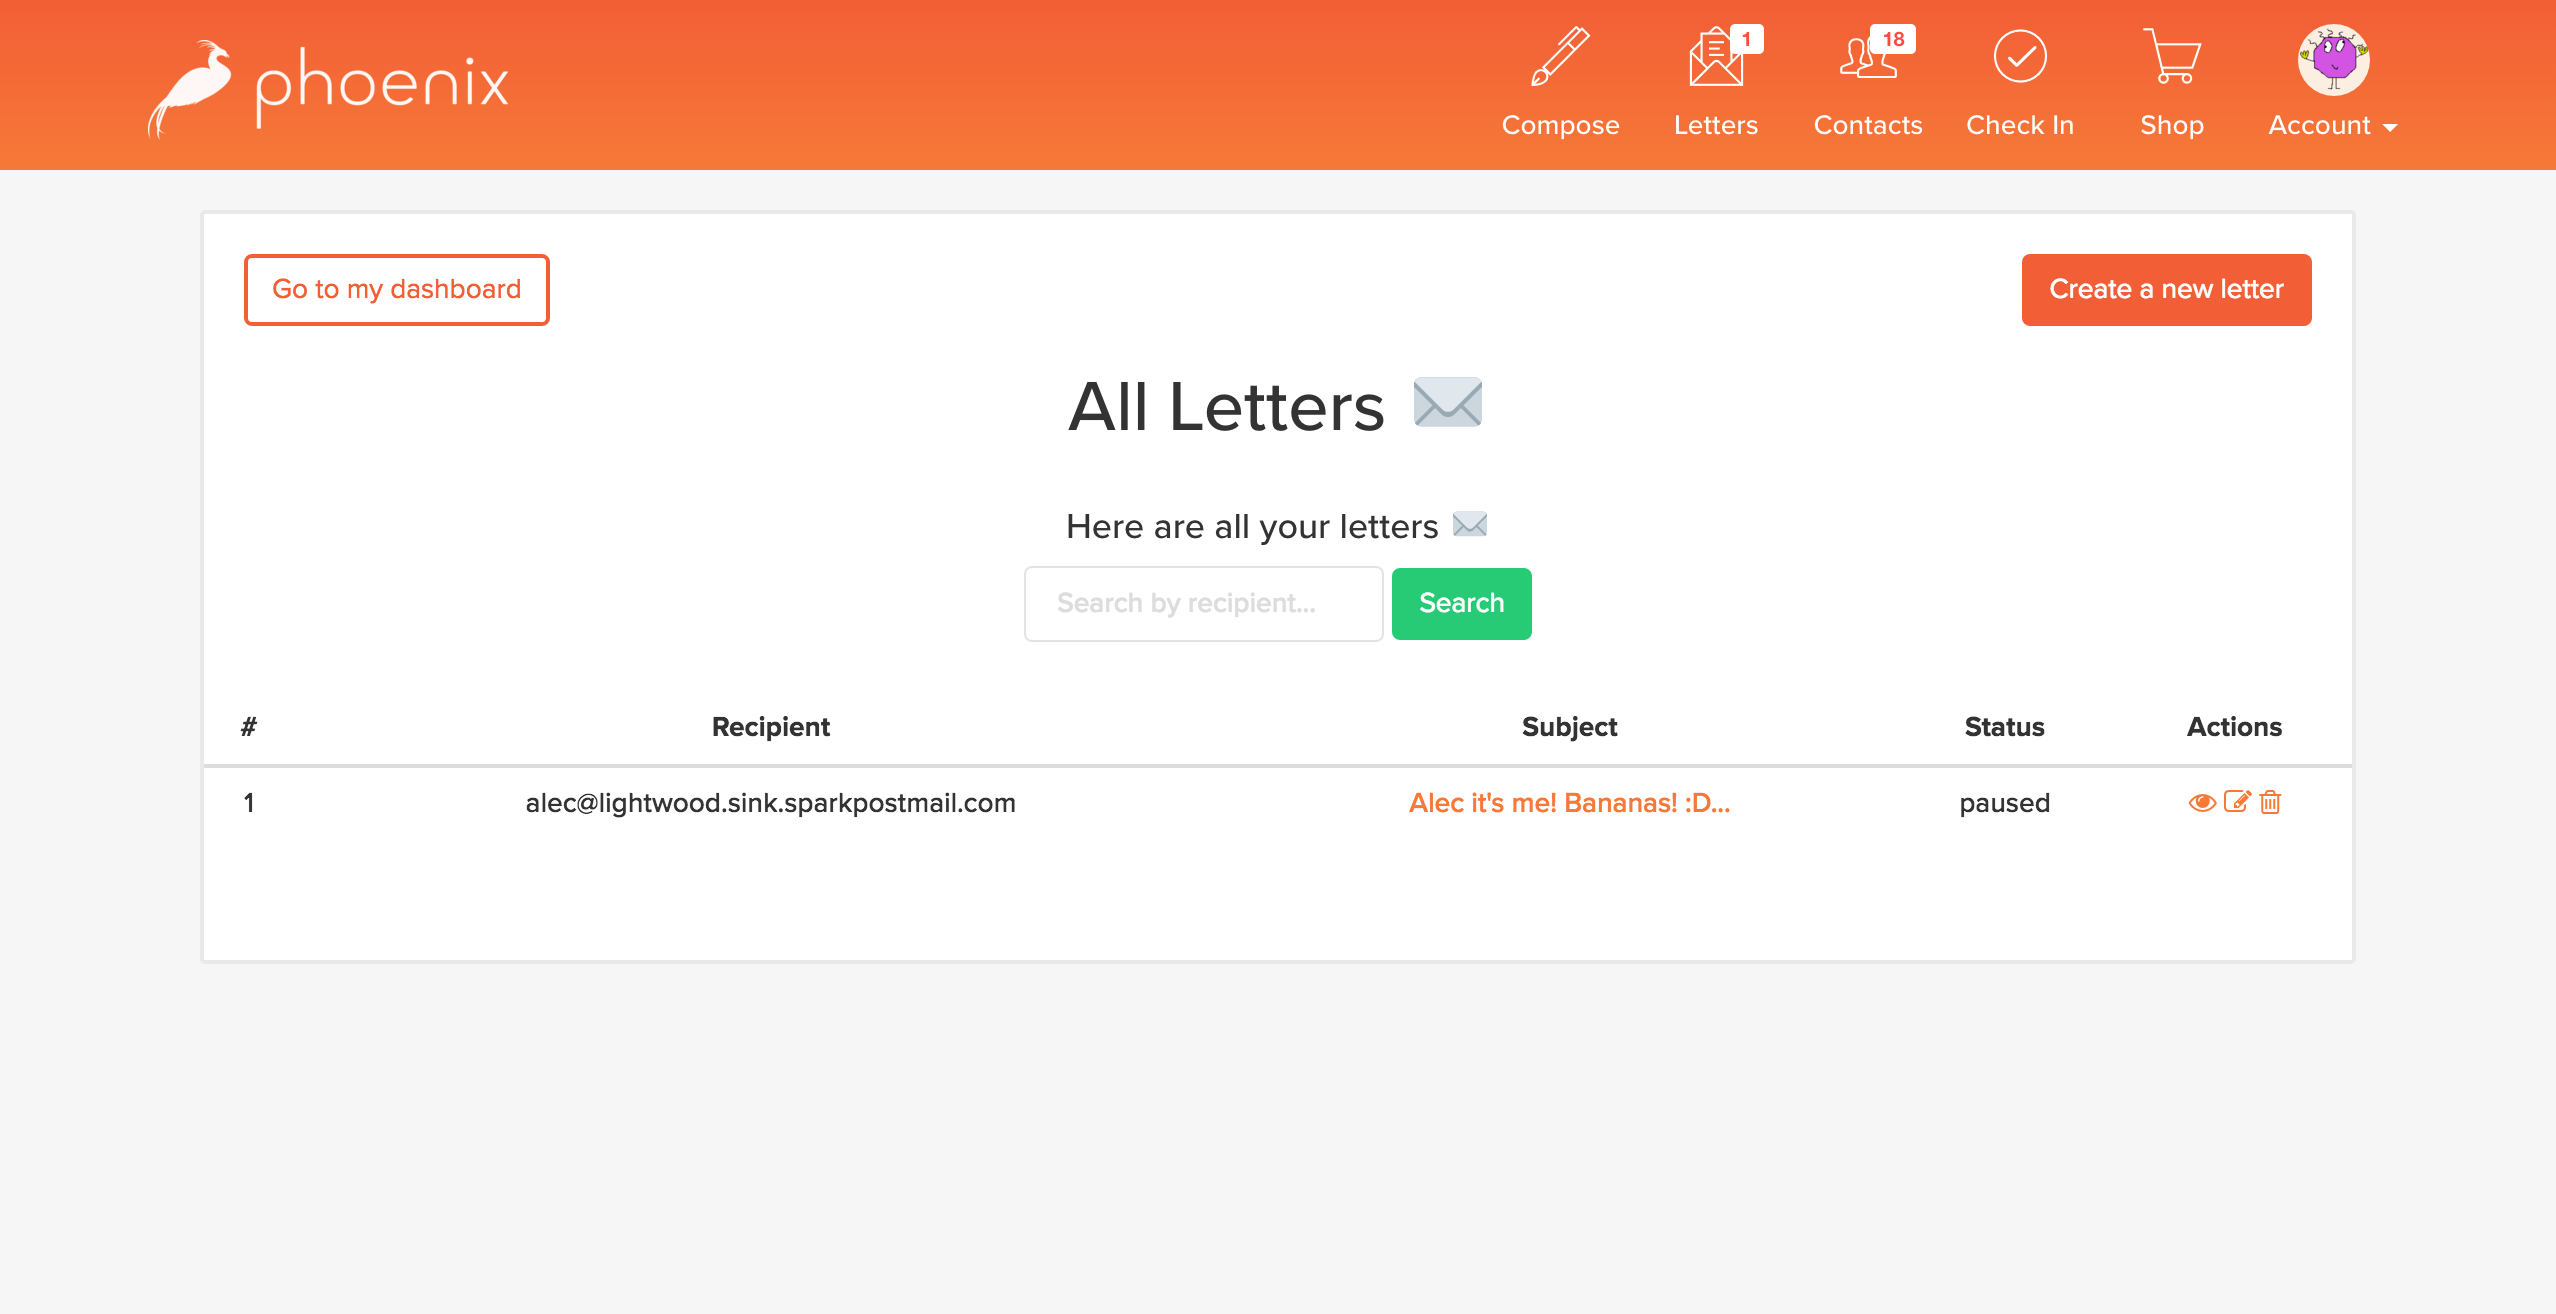 phoenix
1
18
Compose Letters Contacts Check In Shop Account
Go to my dashboard
Create a new letter
All Letters
Here are all your letters
Search by recipient...
Search
# Recipient Subject Status Actions
1 alec@lightwood.sink.sparkpostmail.com Alec it's me! Bananas! :D... paused